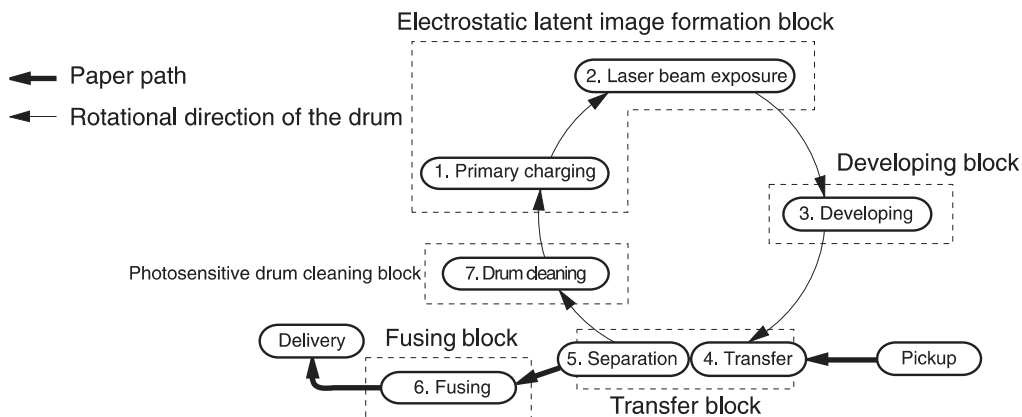 Electrostatic latent image formation block
Paper path
2. Laser beam exposure
Rotational direction of the drum
Developing block
1. Primary charging
3. Developing
Photosensitive drum cleaning block
7. Drum cleaning
Delivery
Fusing block
5. Separation
4. Transfer
Pickup
6. Fusing
Transfer block